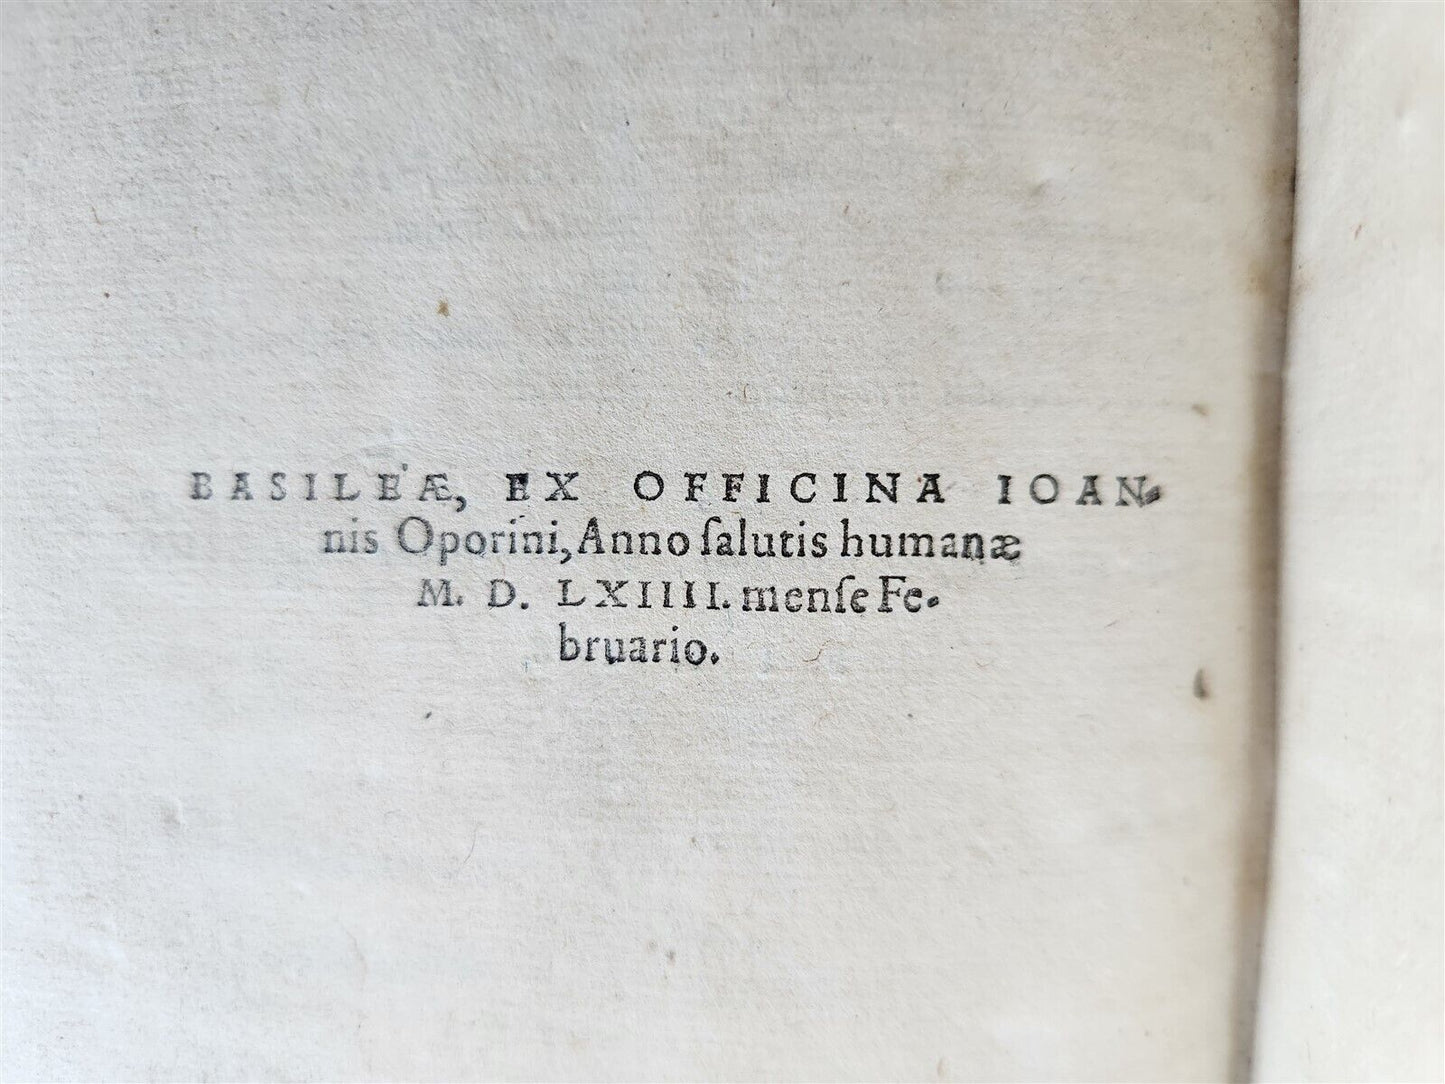 BASILEÆ, EX OFFICINA IOAN-
nis Oporini, Anno ſalutis humanæ
M. D. LXIIII. menſe Fe-
bruario.